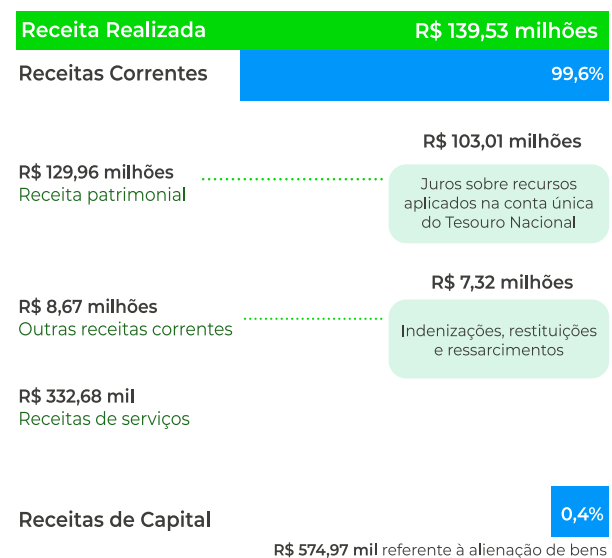 Receita Realizada R$ 139,53 milhões
Receitas Correntes 99,6%
R$ 129,96 milhões
Receita patrimonial
R$ 103,01 milhões
Juros sobre recursos
aplicados na conta única
do Tesouro Nacional
R$ 8,67 milhões
Outras receitas correntes
R$ 7,32 milhões
Indenizações, restituições
e ressarcimentos
R$ 332,68 mil
Receitas de serviços
Receitas de Capital 0,4%
R$ 574,97 mil referente à alienação de bens